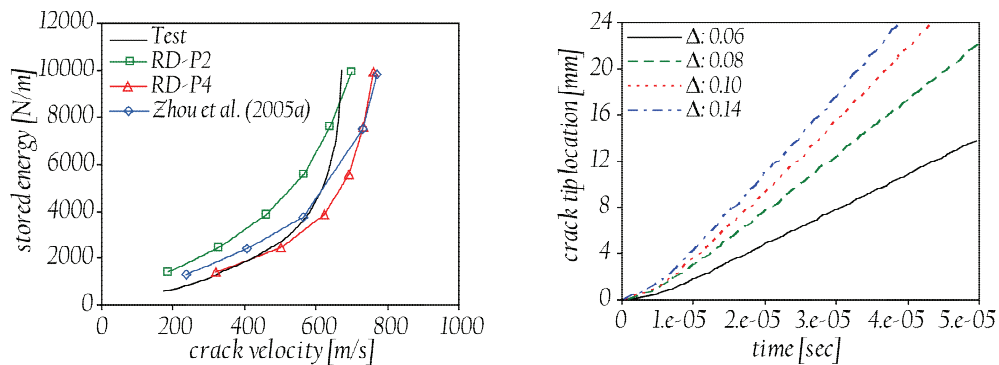 12000
10000
8000
6000
4000
2000
0
stored energy [N/m]
Test
RD-P2
RD-P4
Zhou et al. (2005a)
0 200 400 600 800 1000
crack velocity [m/s]
24
20
16
12
8
4
0
crack tip location [mm]
Δ: 0.06
Δ: 0.08
Δ: 0.10
Δ: 0.14
0 1.e-05 2.e-05 3.e-05 4.e-05 5.e-05
time [sec]